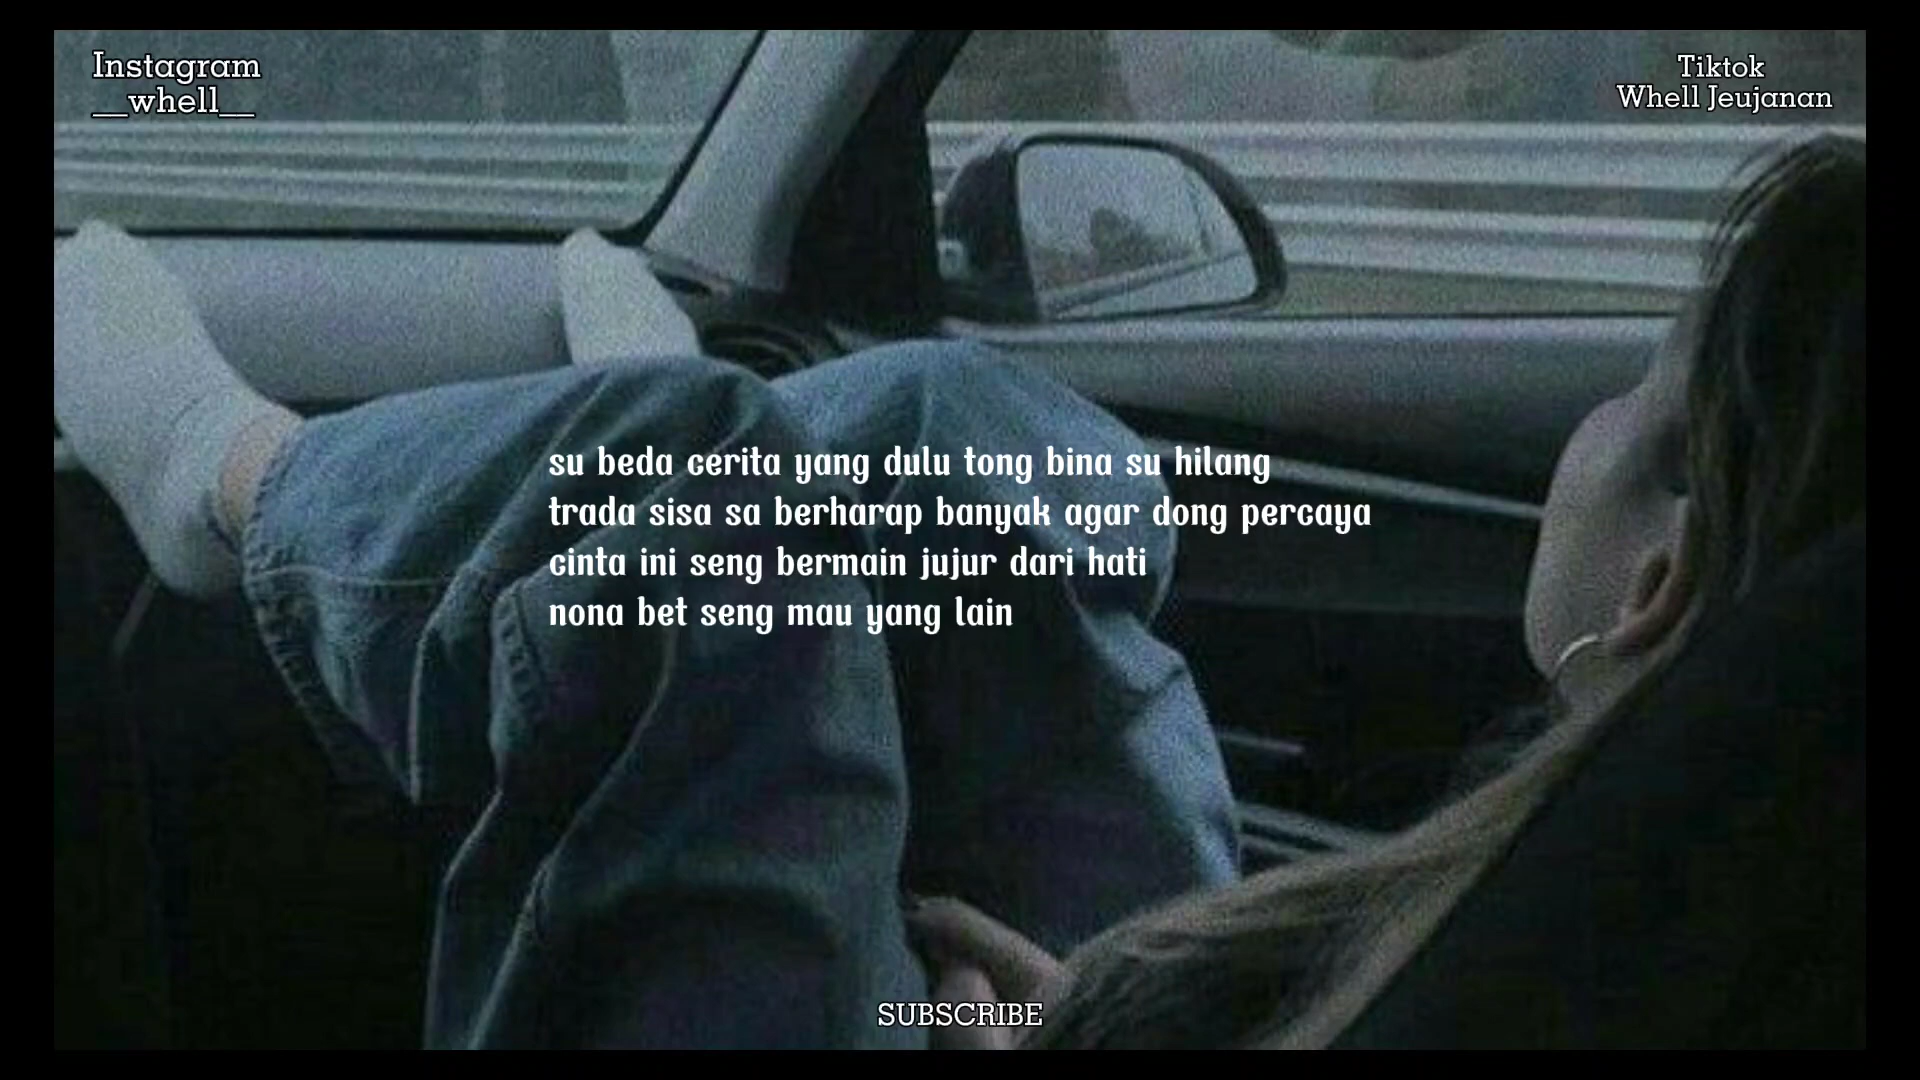 Instagram
__whell__
Tiktok
Whell Jeujanan
su beda cerita yang dulu tong bina su hilang
trada sisa sa berharap banyak agar dong percaya
cinta ini seng bermain jujur dari hati
nona bet seng mau yang lain
SUBSCRIBE